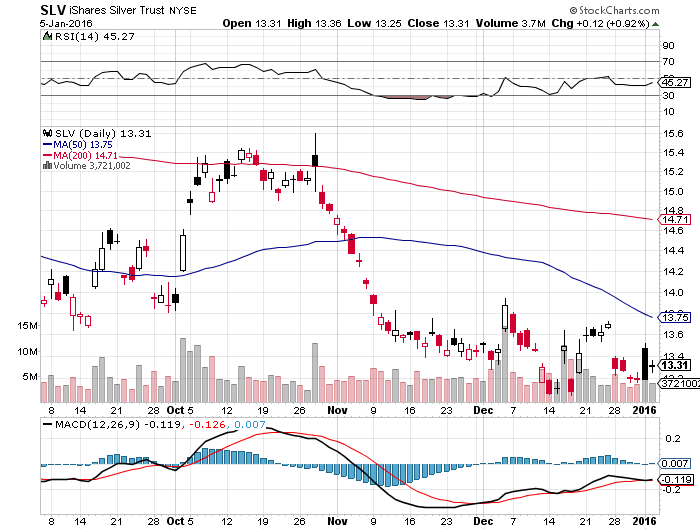 SLV iShares Silver Trust NYSE © StockCharts.com
5-Jan-2016 Open 13.31 High 13.36 Low 13.25 Close 13.31 Volume 3.7M Chg +0.12 (+0.92%)
RSI(14) 45.27
90
70
50
45.27
30
10
SLV (Daily) 13.31
MA(50) 13.75
MA(200) 14.71
Volume 3,721,002
15.6
15.4
15.2
15.0
14.8
14.71
14.6
14.4
14.2
14.0
13.8
13.75
13.6
13.4
13.31
3721002
15M
10M
5M
8 14 21 28 Oct 5 12 19 26 Nov 9 16 23 Dec 7 14 21 28 2016
MACD(12,26,9) -0.119, -0.126, 0.007
0.2
0.007
-0.119
-0.2
8 14 21 28 Oct 5 12 19 26 Nov 9 16 23 Dec 7 14 21 28 2016